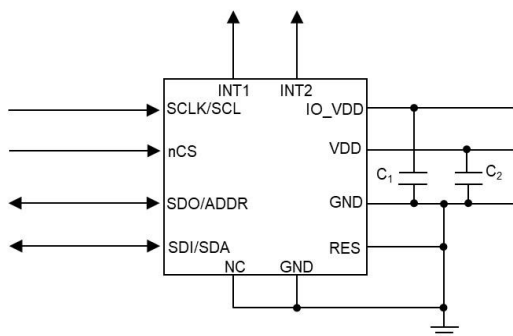 INT1 INT2
SCLK/SCL IO_VDD
nCS VDD
C1 C2
SDO/ADDR GND
SDI/SDA RES
NC GND